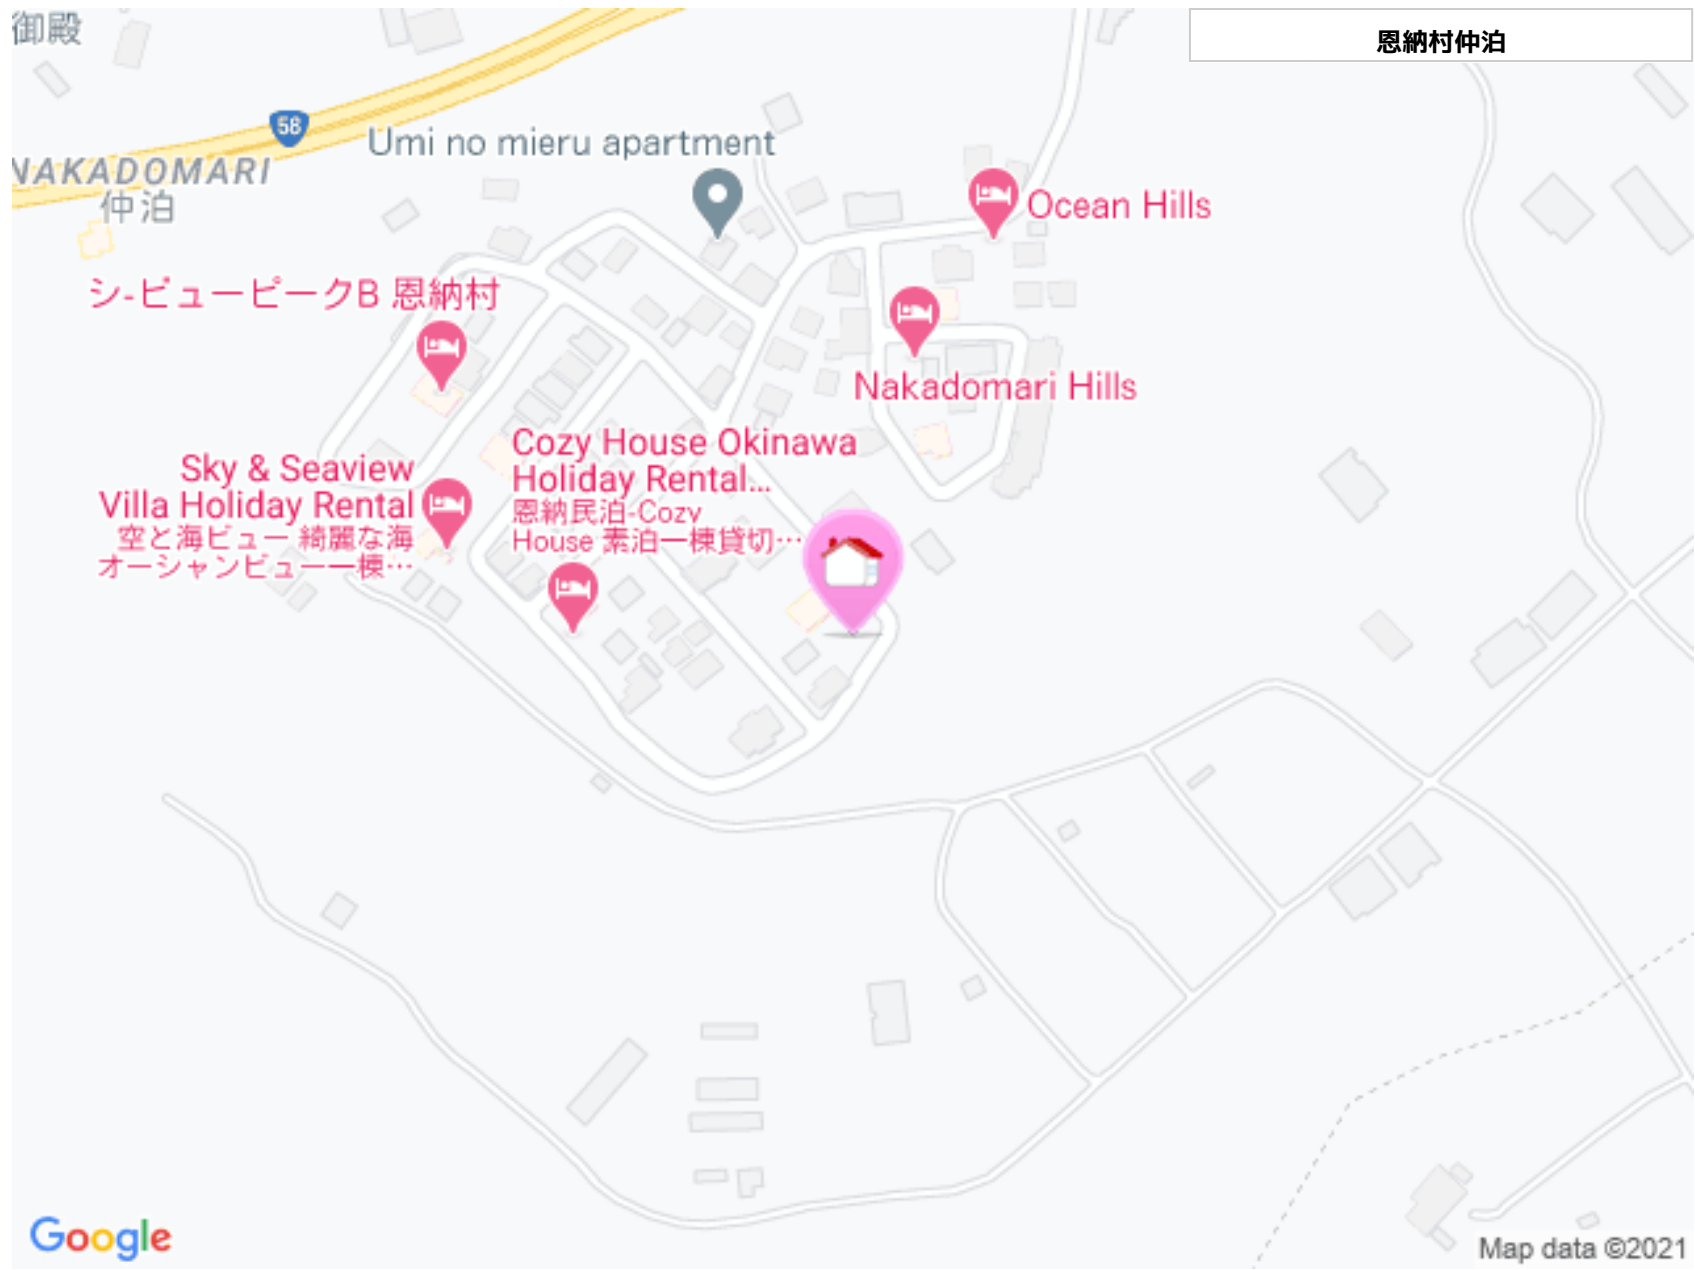 御殿
恩納村仲泊
58
Umi no mieru apartment
NAKADOMARI
仲泊
Ocean Hills
シ-ビューピークB 恩納村
Nakadomari Hills
Cozy House Okinawa
Holiday Rental...
恩納民泊-Cozy
House 素泊一棟貸切…
Sky & Seaview
Villa Holiday Rental
空と海ビュー 綺麗な海
オーシャンビュー一棟…
Google
Map data ©2021